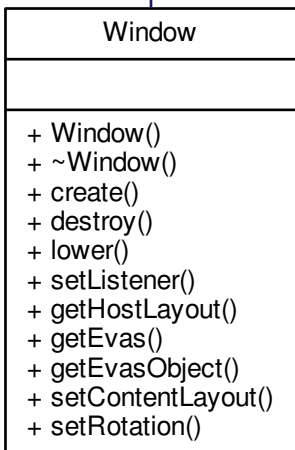 Window
+ Window()
+ ~Window()
+ create()
+ destroy()
+ lower()
+ setListener()
+ getHostLayout()
+ getEvas()
+ getEvasObject()
+ setContentLayout()
+ setRotation()